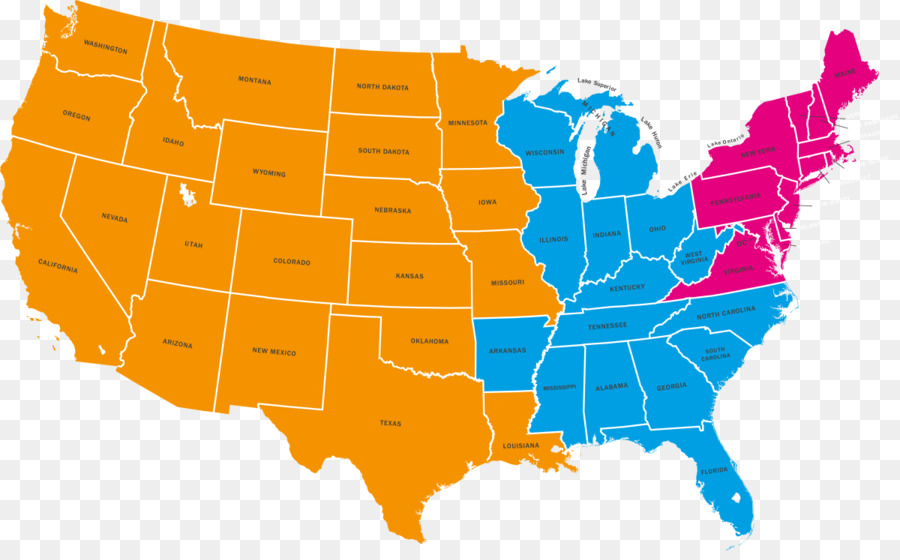 WASHINGTON
MONTANA
NORTH DAKOTA
MINNESOTA
OREGON
IDAHO
WYOMING
SOUTH DAKOTA
WISCONSIN
MICHIGAN
Lake Superior
Lake Huron
Lake Michigan
Lake Ontario
Lake Erie
MAINE
NEW YORK
PENNSYLVANIA
NEBRASKA
IOWA
NEVADA
UTAH
COLORADO
KANSAS
MISSOURI
ILLINOIS
INDIANA
OHIO
WEST
VIRGINIA
DC
VIRGINIA
KENTUCKY
CALIFORNIA
ARIZONA
NEW MEXICO
OKLAHOMA
ARKANSAS
TENNESSEE
NORTH CAROLINA
SOUTH
CAROLINA
MISSISSIPPI
ALABAMA
GEORGIA
TEXAS
LOUISIANA
FLORIDA